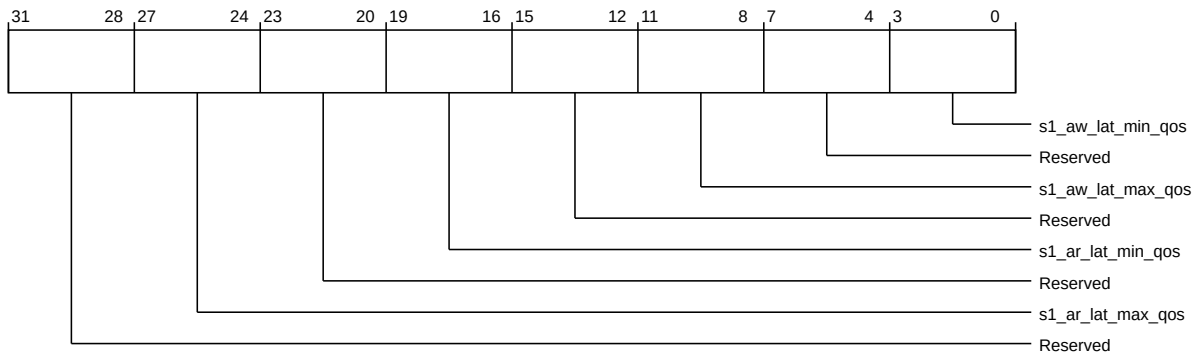 31 28 27 24 23 20 19 16 15 12 11 8 7 4 3 0
s1_aw_lat_min_qos
Reserved
s1_aw_lat_max_qos
Reserved
s1_ar_lat_min_qos
Reserved
s1_ar_lat_max_qos
Reserved